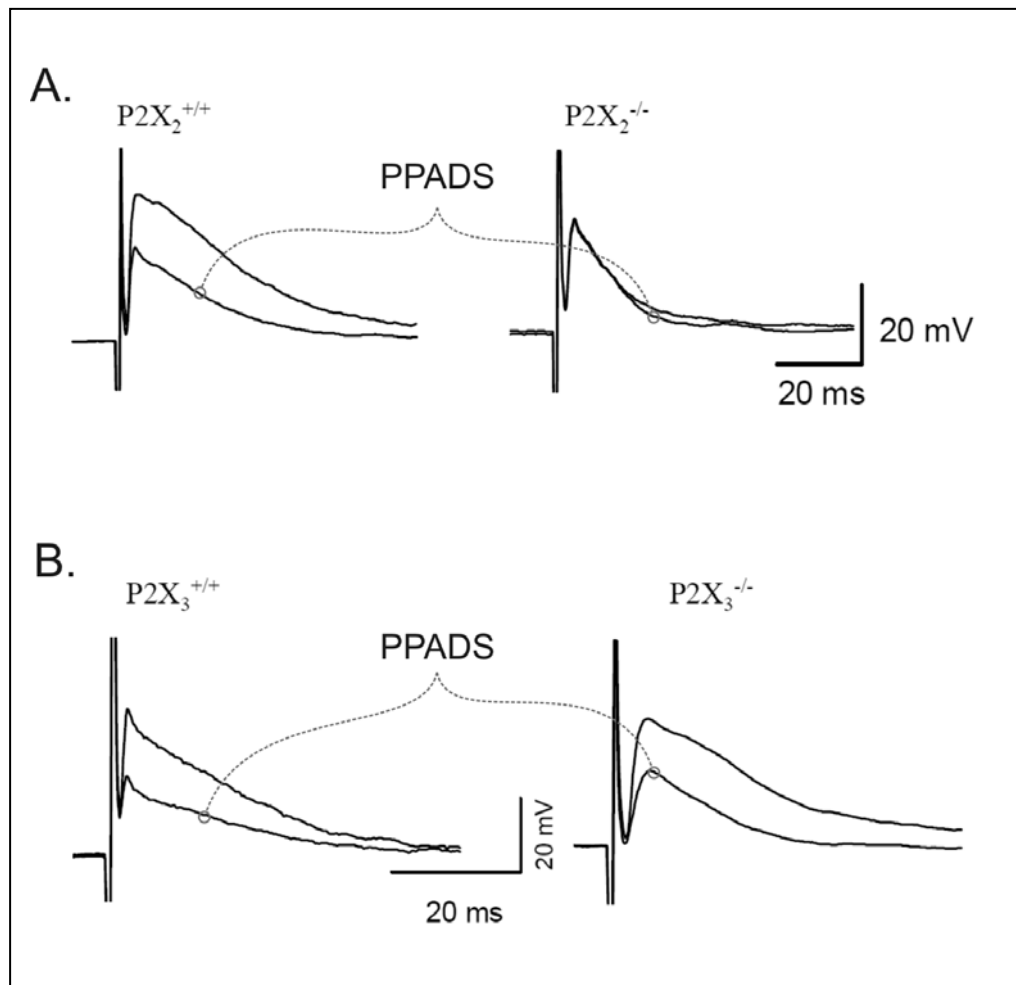 A.
P2X₂⁺/⁺ P2X₂⁻/⁻
PPADS
20 mV
20 ms
B.
P2X₃⁺/⁺ P2X₃⁻/⁻
PPADS
20 mV
20 ms